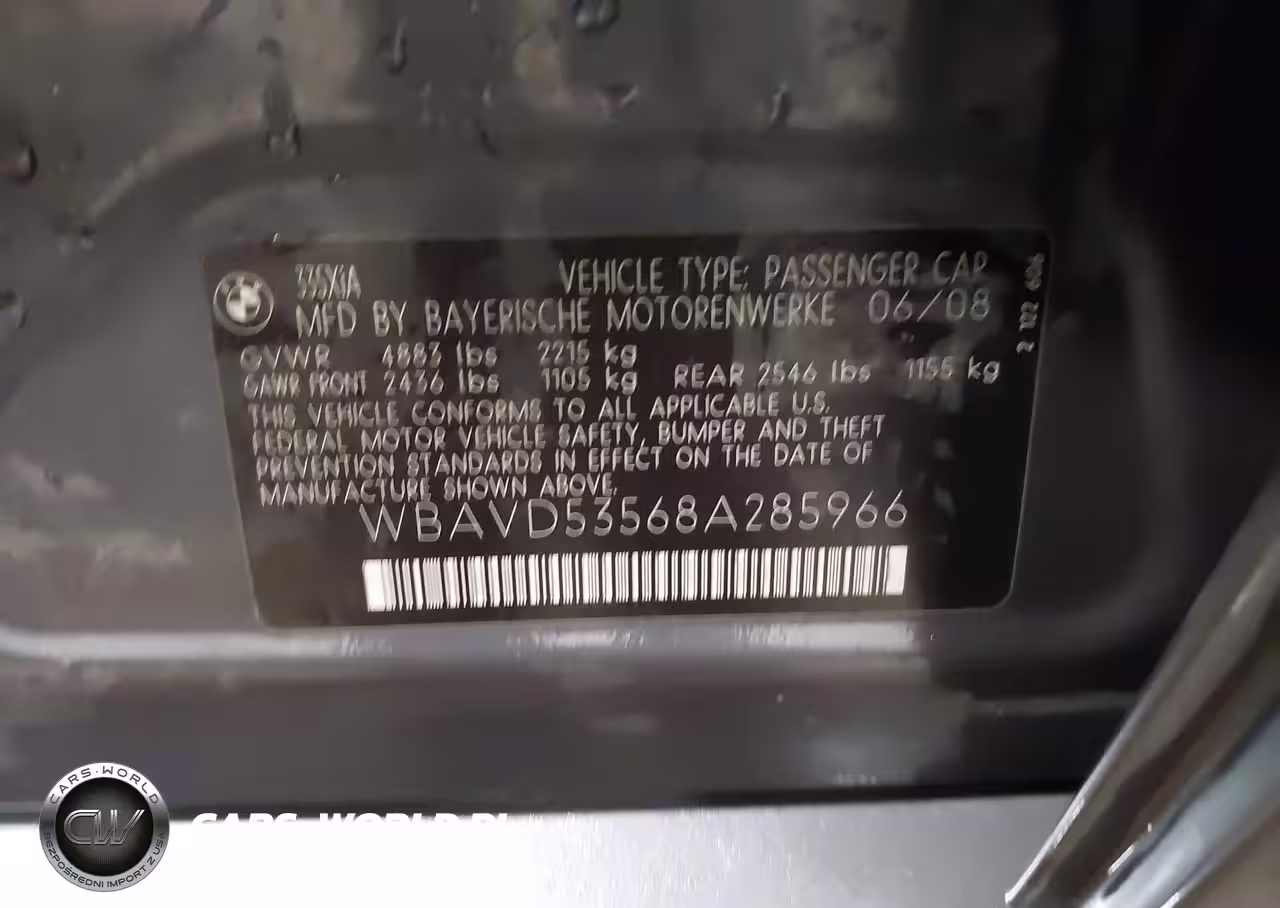 335XiA
VEHICLE TYPE: PASSENGER CAR
MFD BY BAYERISCHE MOTORENWERKE 06/08
GVWR 4883 lbs 2215 kg
GAWR FRONT 2436 lbs 1105 kg REAR 2546 lbs 1155 kg
THIS VEHICLE CONFORMS TO ALL APPLICABLE U.S.
FEDERAL MOTOR VEHICLE SAFETY, BUMPER AND THEFT
PREVENTION STANDARDS IN EFFECT ON THE DATE OF
MANUFACTURE SHOWN ABOVE.
WBAVD53568A285966
CARS-WORLD
CW
BEZPOŚREDNI IMPORT Z USA
CARS-WORLD.PL